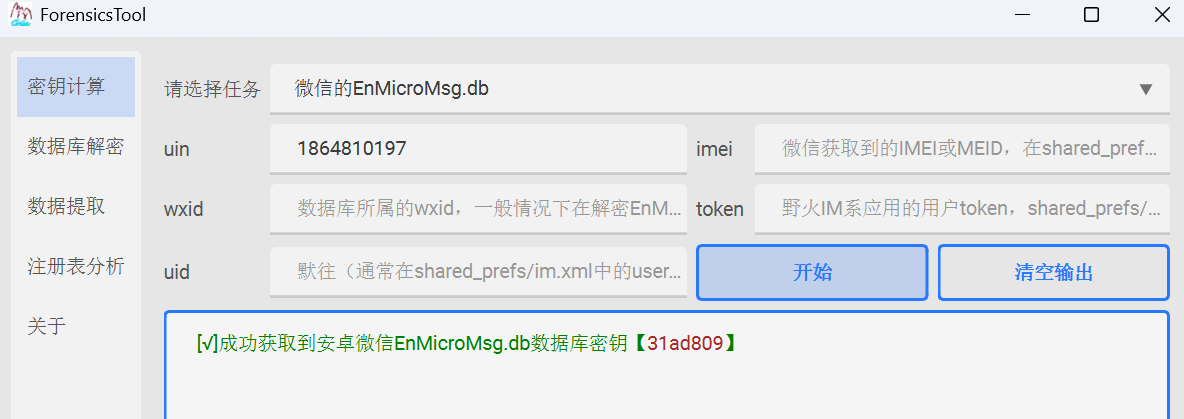 ForensicsTool
密钥计算
请选择任务 微信的EnMicroMsg.db
数据库解密
uin 1864810197 imei 微信获取到的IMEI或MEID，在shared_pref...
数据提取
wxid 数据库所属的wxid，一般情况下在解密EnM... token 野火IM系应用的用户token，shared_prefs/...
注册表分析
uid 默往（通常在shared_prefs/im.xml中的user... 开始 清空输出
关于
[√]成功获取到安卓微信EnMicroMsg.db数据库密钥【31ad809】